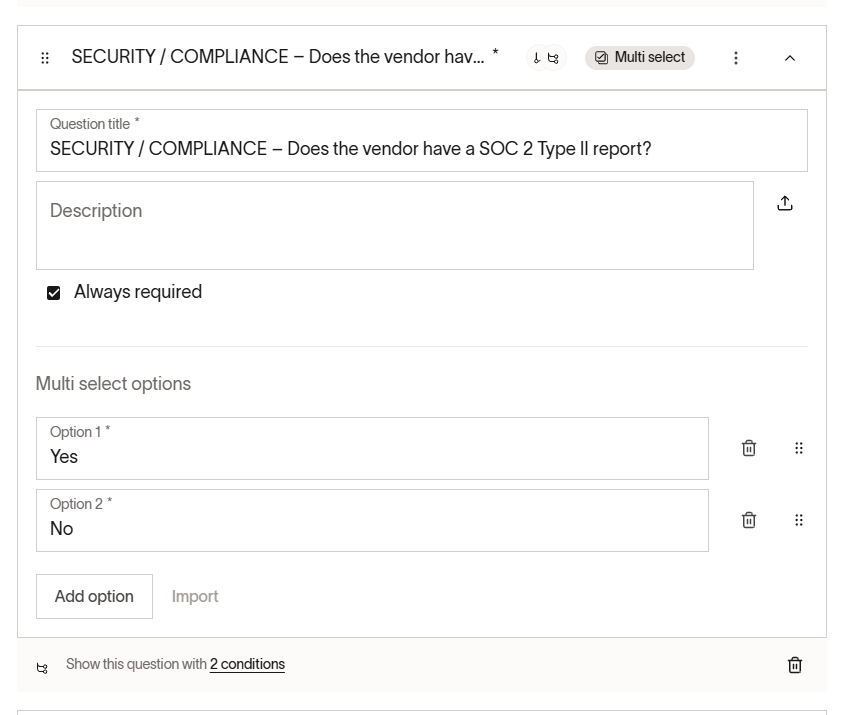 SECURITY / COMPLIANCE – Does the vendor hav... *
Multi select
Question title *
SECURITY / COMPLIANCE – Does the vendor have a SOC 2 Type II report?
Description
Always required
Multi select options
Option 1 *
Yes
Option 2 *
No
Add option
Import
Show this question with 2 conditions